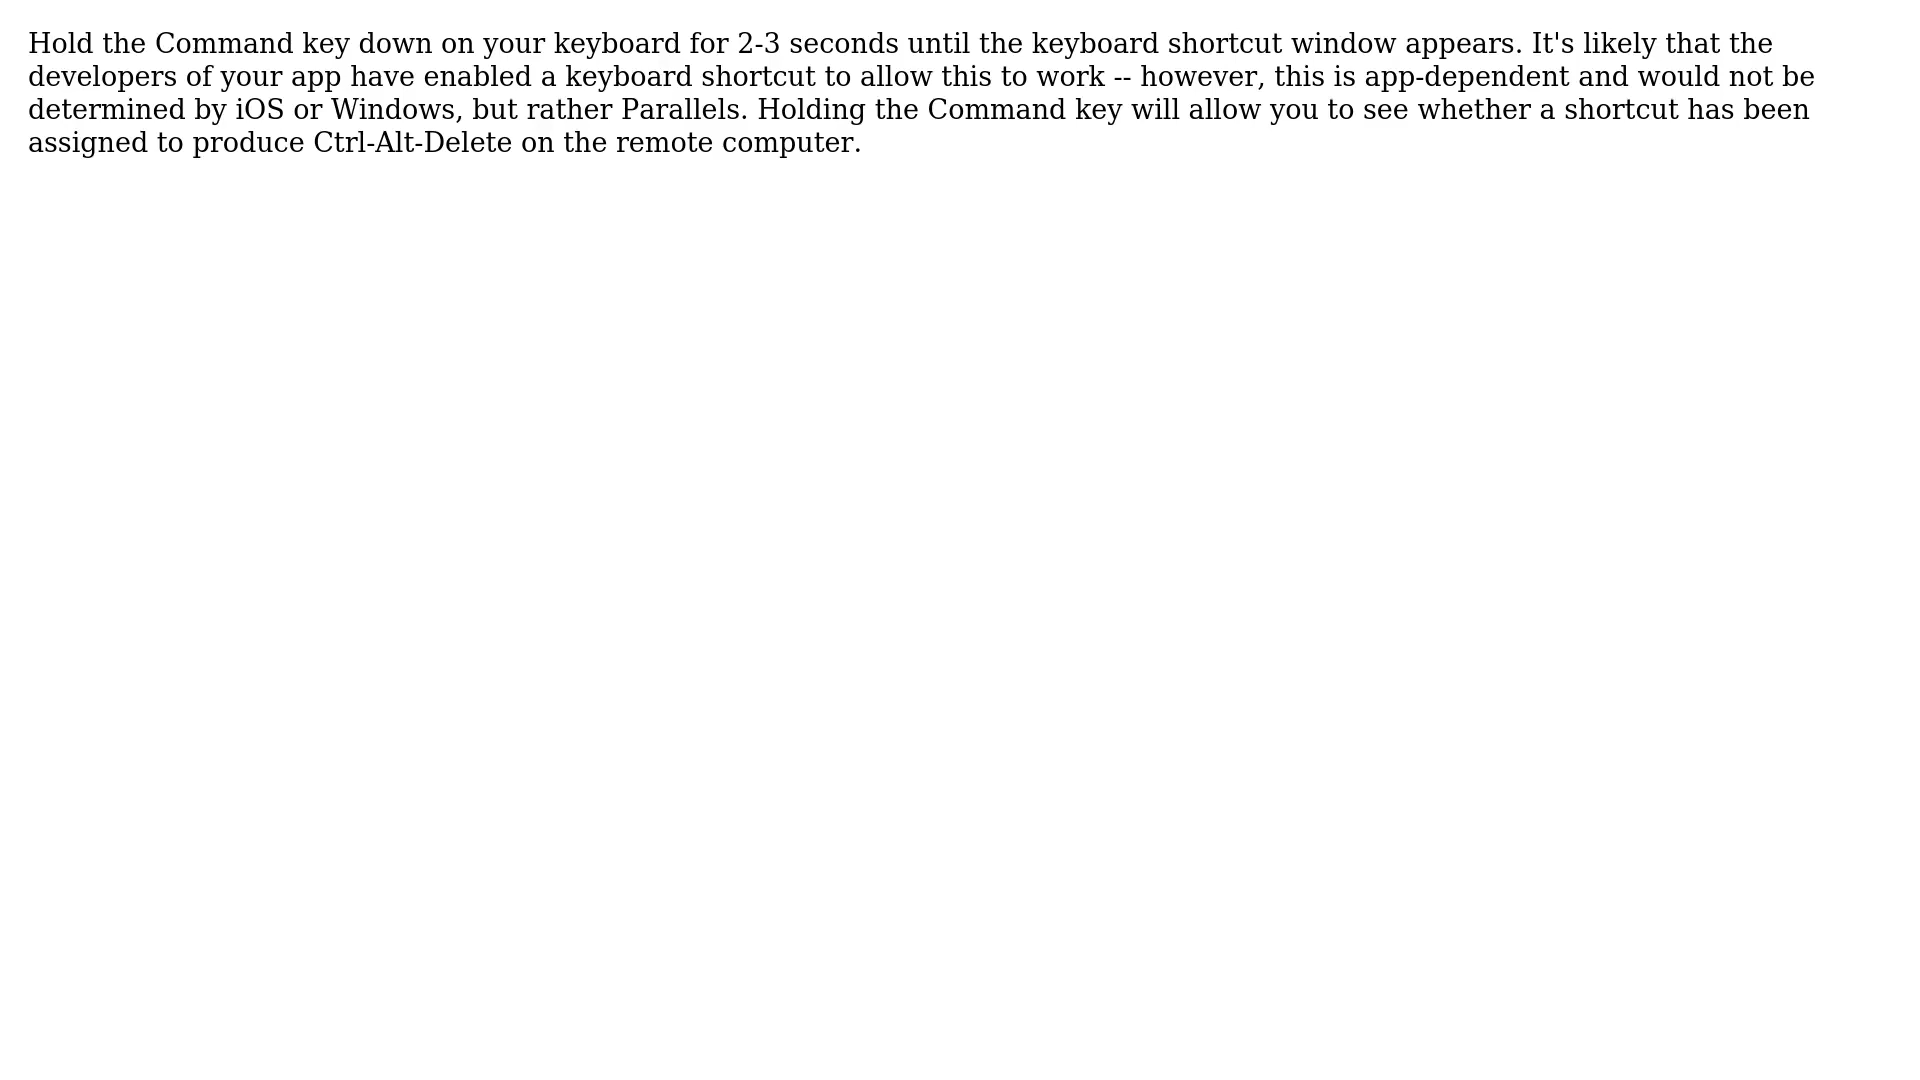 Hold the Command key down on your keyboard for 2-3 seconds until the keyboard shortcut window appears. It's likely that the
developers of your app have enabled a keyboard shortcut to allow this to work -- however, this is app-dependent and would not be
determined by iOS or Windows, but rather Parallels. Holding the Command key will allow you to see whether a shortcut has been
assigned to produce Ctrl-Alt-Delete on the remote computer.